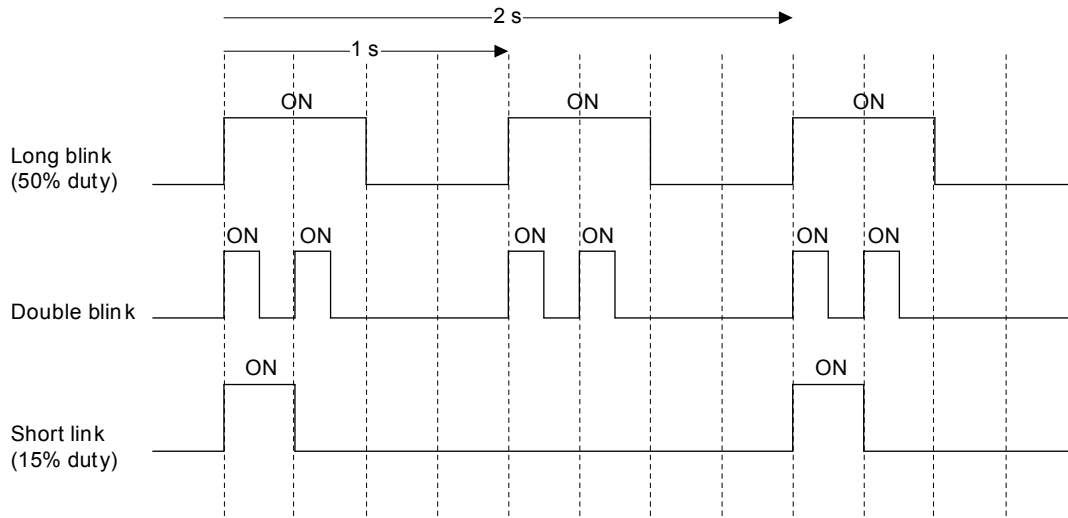 2 s
1 s
ON ON ON
Long blink
(50% duty)
ON ON ON ON ON ON
Double blink
ON ON
Short link
(15% duty)